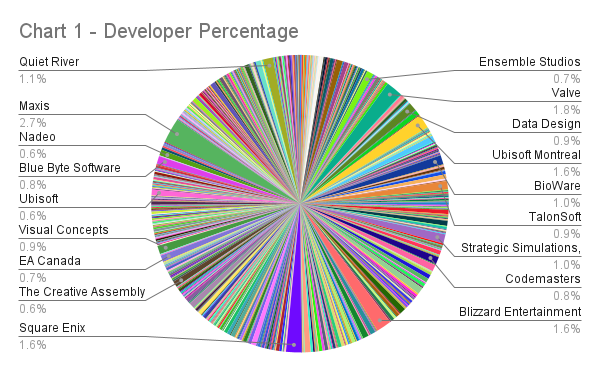 Chart 1 - Developer Percentage
Quiet River
1.1%
Maxis
2.7%
Nadeo
0.6%
Blue Byte Software
0.8%
Ubisoft
0.6%
Visual Concepts
0.9%
EA Canada
0.7%
The Creative Assembly
0.6%
Square Enix
1.6%
Ensemble Studios
0.7%
Valve
1.8%
Data Design
0.9%
Ubisoft Montreal
1.6%
BioWare
1.0%
TalonSoft
0.9%
Strategic Simulations,
1.0%
Codemasters
0.8%
Blizzard Entertainment
1.6%